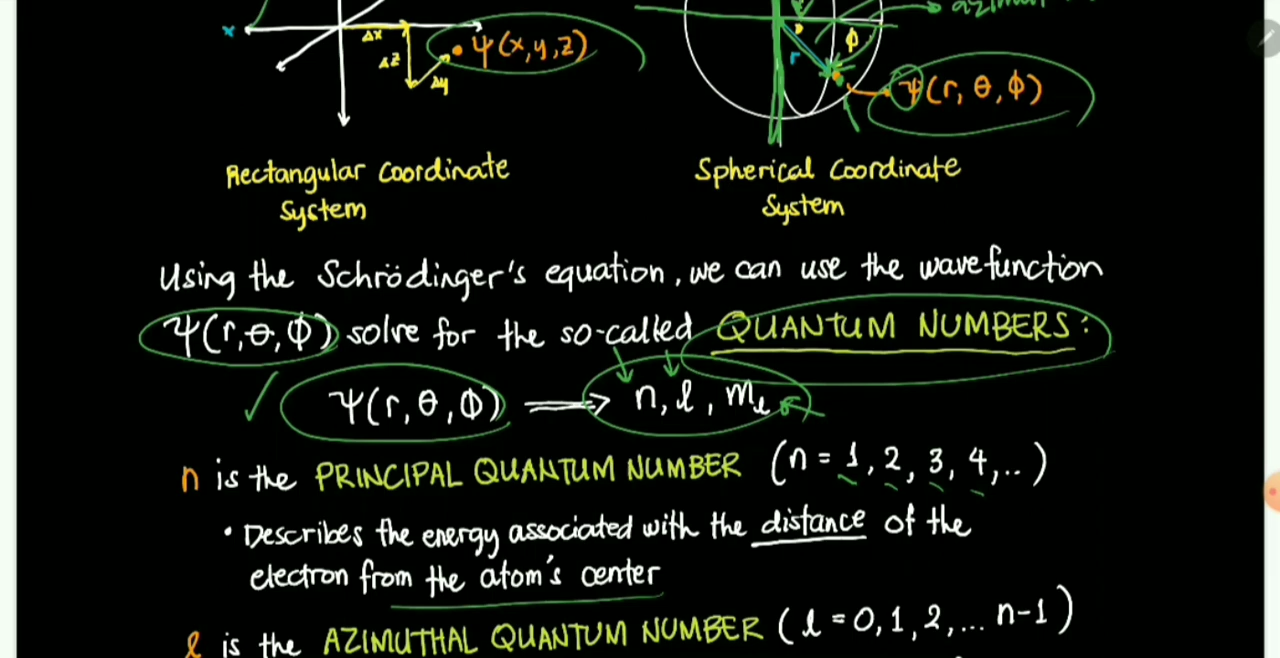 azimu
x
Δx
ΔZ
Δy
Ψ(x,y,z)
r
φ
Ψ(r, θ, φ)
Rectangular Coordinate
System
Spherical Coordinate
System
Using the Schrödinger's equation, we can use the wavefunction
Ψ(r,θ,φ) solve for the so-called QUANTUM NUMBERS:
Ψ(r,θ,φ) ⟹ n, l, mₗ
n is the PRINCIPAL QUANTUM NUMBER (n = 1, 2, 3, 4,..)
• Describes the energy associated with the distance of the
electron from the atom's center
l is the AZIMUTHAL QUANTUM NUMBER (l = 0, 1, 2,... n-1)